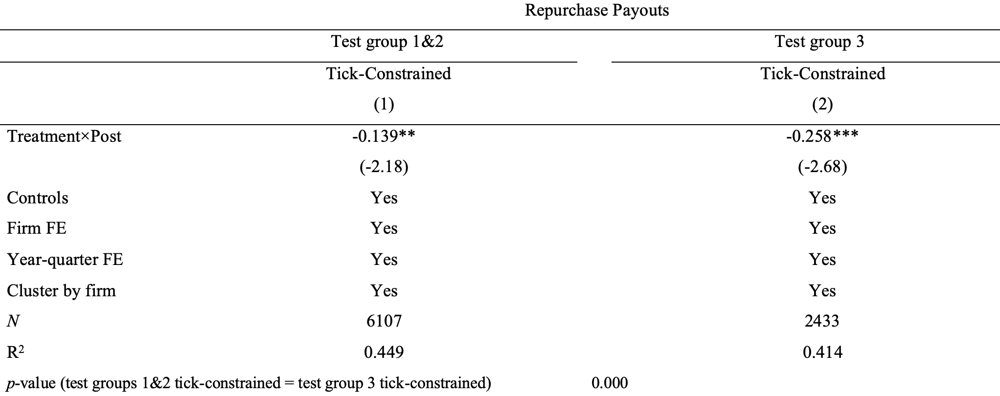 Repurchase Payouts
Test group 1&2 Test group 3
Tick-Constrained Tick-Constrained
(1) (2)
Treatment×Post -0.139** -0.258***
(-2.18) (-2.68)
Controls Yes Yes
Firm FE Yes Yes
Year-quarter FE Yes Yes
Cluster by firm Yes Yes
N 6107 2433
R² 0.449 0.414
p-value (test groups 1&2 tick-constrained = test group 3 tick-constrained) 0.000